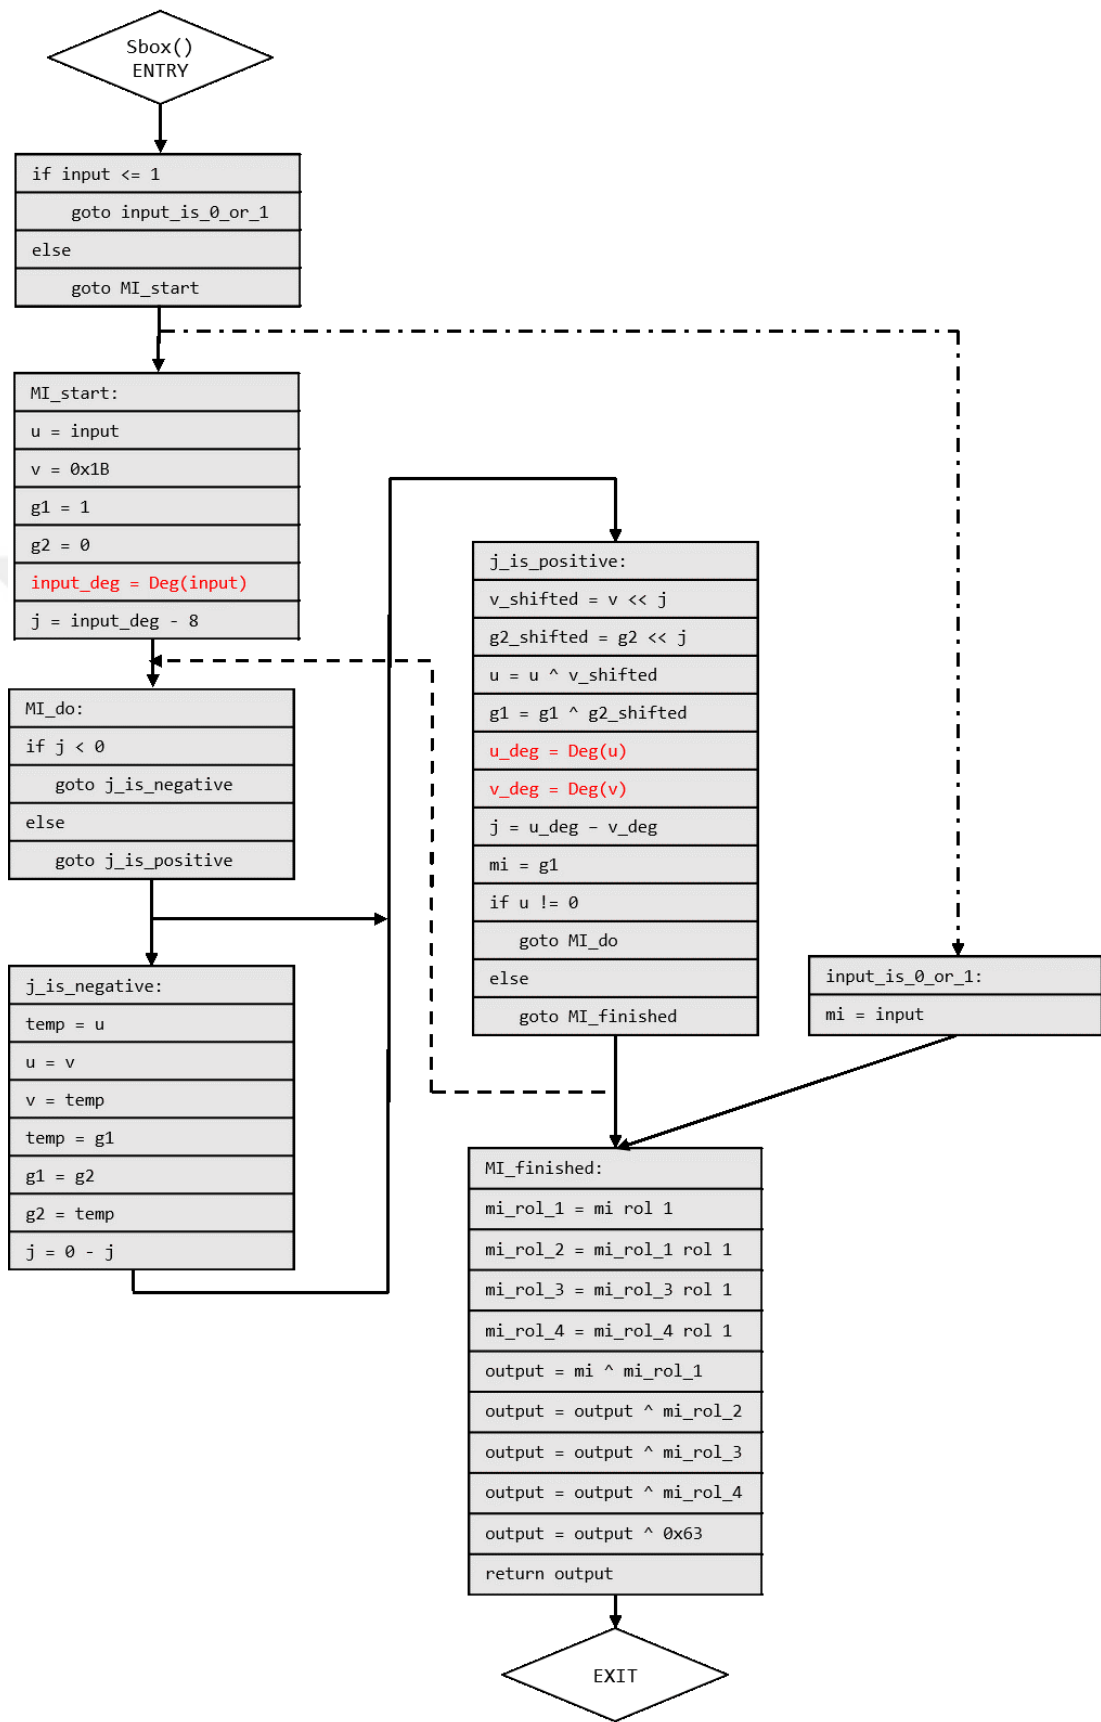 Sbox()
ENTRY
if input <= 1
goto input_is_0_or_1
else
goto MI_start
MI_start:
u = input
v = 0x1B
g1 = 1
g2 = 0
input_deg = Deg(input)
j = input_deg - 8
MI_do:
if j < 0
goto j_is_negative
else
goto j_is_positive
j_is_negative:
temp = u
u = v
v = temp
temp = g1
g1 = g2
g2 = temp
j = 0 - j
j_is_positive:
v_shifted = v << j
g2_shifted = g2 << j
u = u ^ v_shifted
g1 = g1 ^ g2_shifted
u_deg = Deg(u)
v_deg = Deg(v)
j = u_deg – v_deg
mi = g1
if u != 0
goto MI_do
else
goto MI_finished
input_is_0_or_1:
mi = input
MI_finished:
mi_rol_1 = mi rol 1
mi_rol_2 = mi_rol_1 rol 1
mi_rol_3 = mi_rol_3 rol 1
mi_rol_4 = mi_rol_4 rol 1
output = mi ^ mi_rol_1
output = output ^ mi_rol_2
output = output ^ mi_rol_3
output = output ^ mi_rol_4
output = output ^ 0x63
return output
EXIT